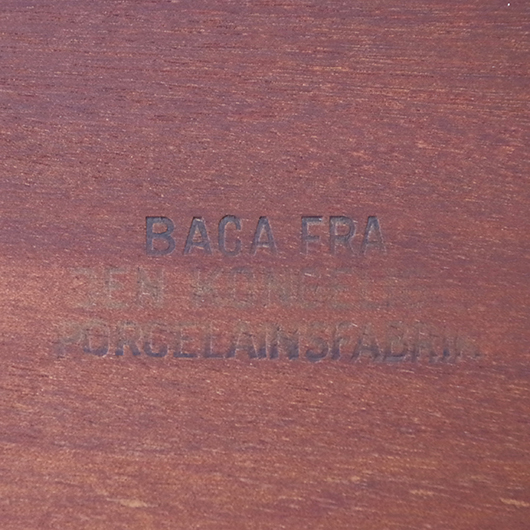 BACA FRA
DEN KONGELIGE
PORCELAINSFABRIK